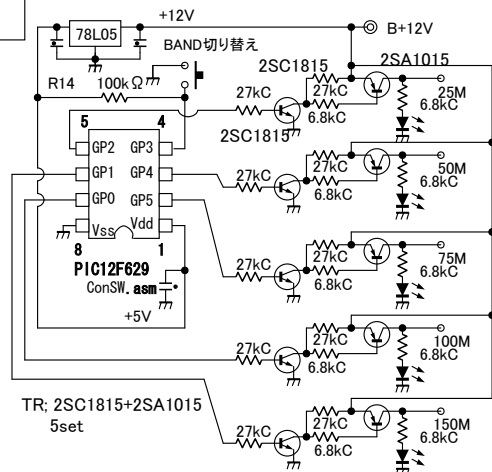 +12V
B+12V
78L05
BAND切り替え
R14 100kΩ
5 4
GP2 GP3
GP1 GP4
GP0 GP5
Vss Vdd
8 1
PIC12F629
ConSW.asm
+5V
TR; 2SC1815+2SA1015
5set
2SC1815
2SA1015
27kC
27kC
6.8kC
25M
6.8kC
2SC1815
27kC
27kC
6.8kC
50M
6.8kC
27kC
27kC
6.8kC
75M
6.8kC
27kC
27kC
6.8kC
100M
6.8kC
27kC
27kC
6.8kC
150M
6.8kC